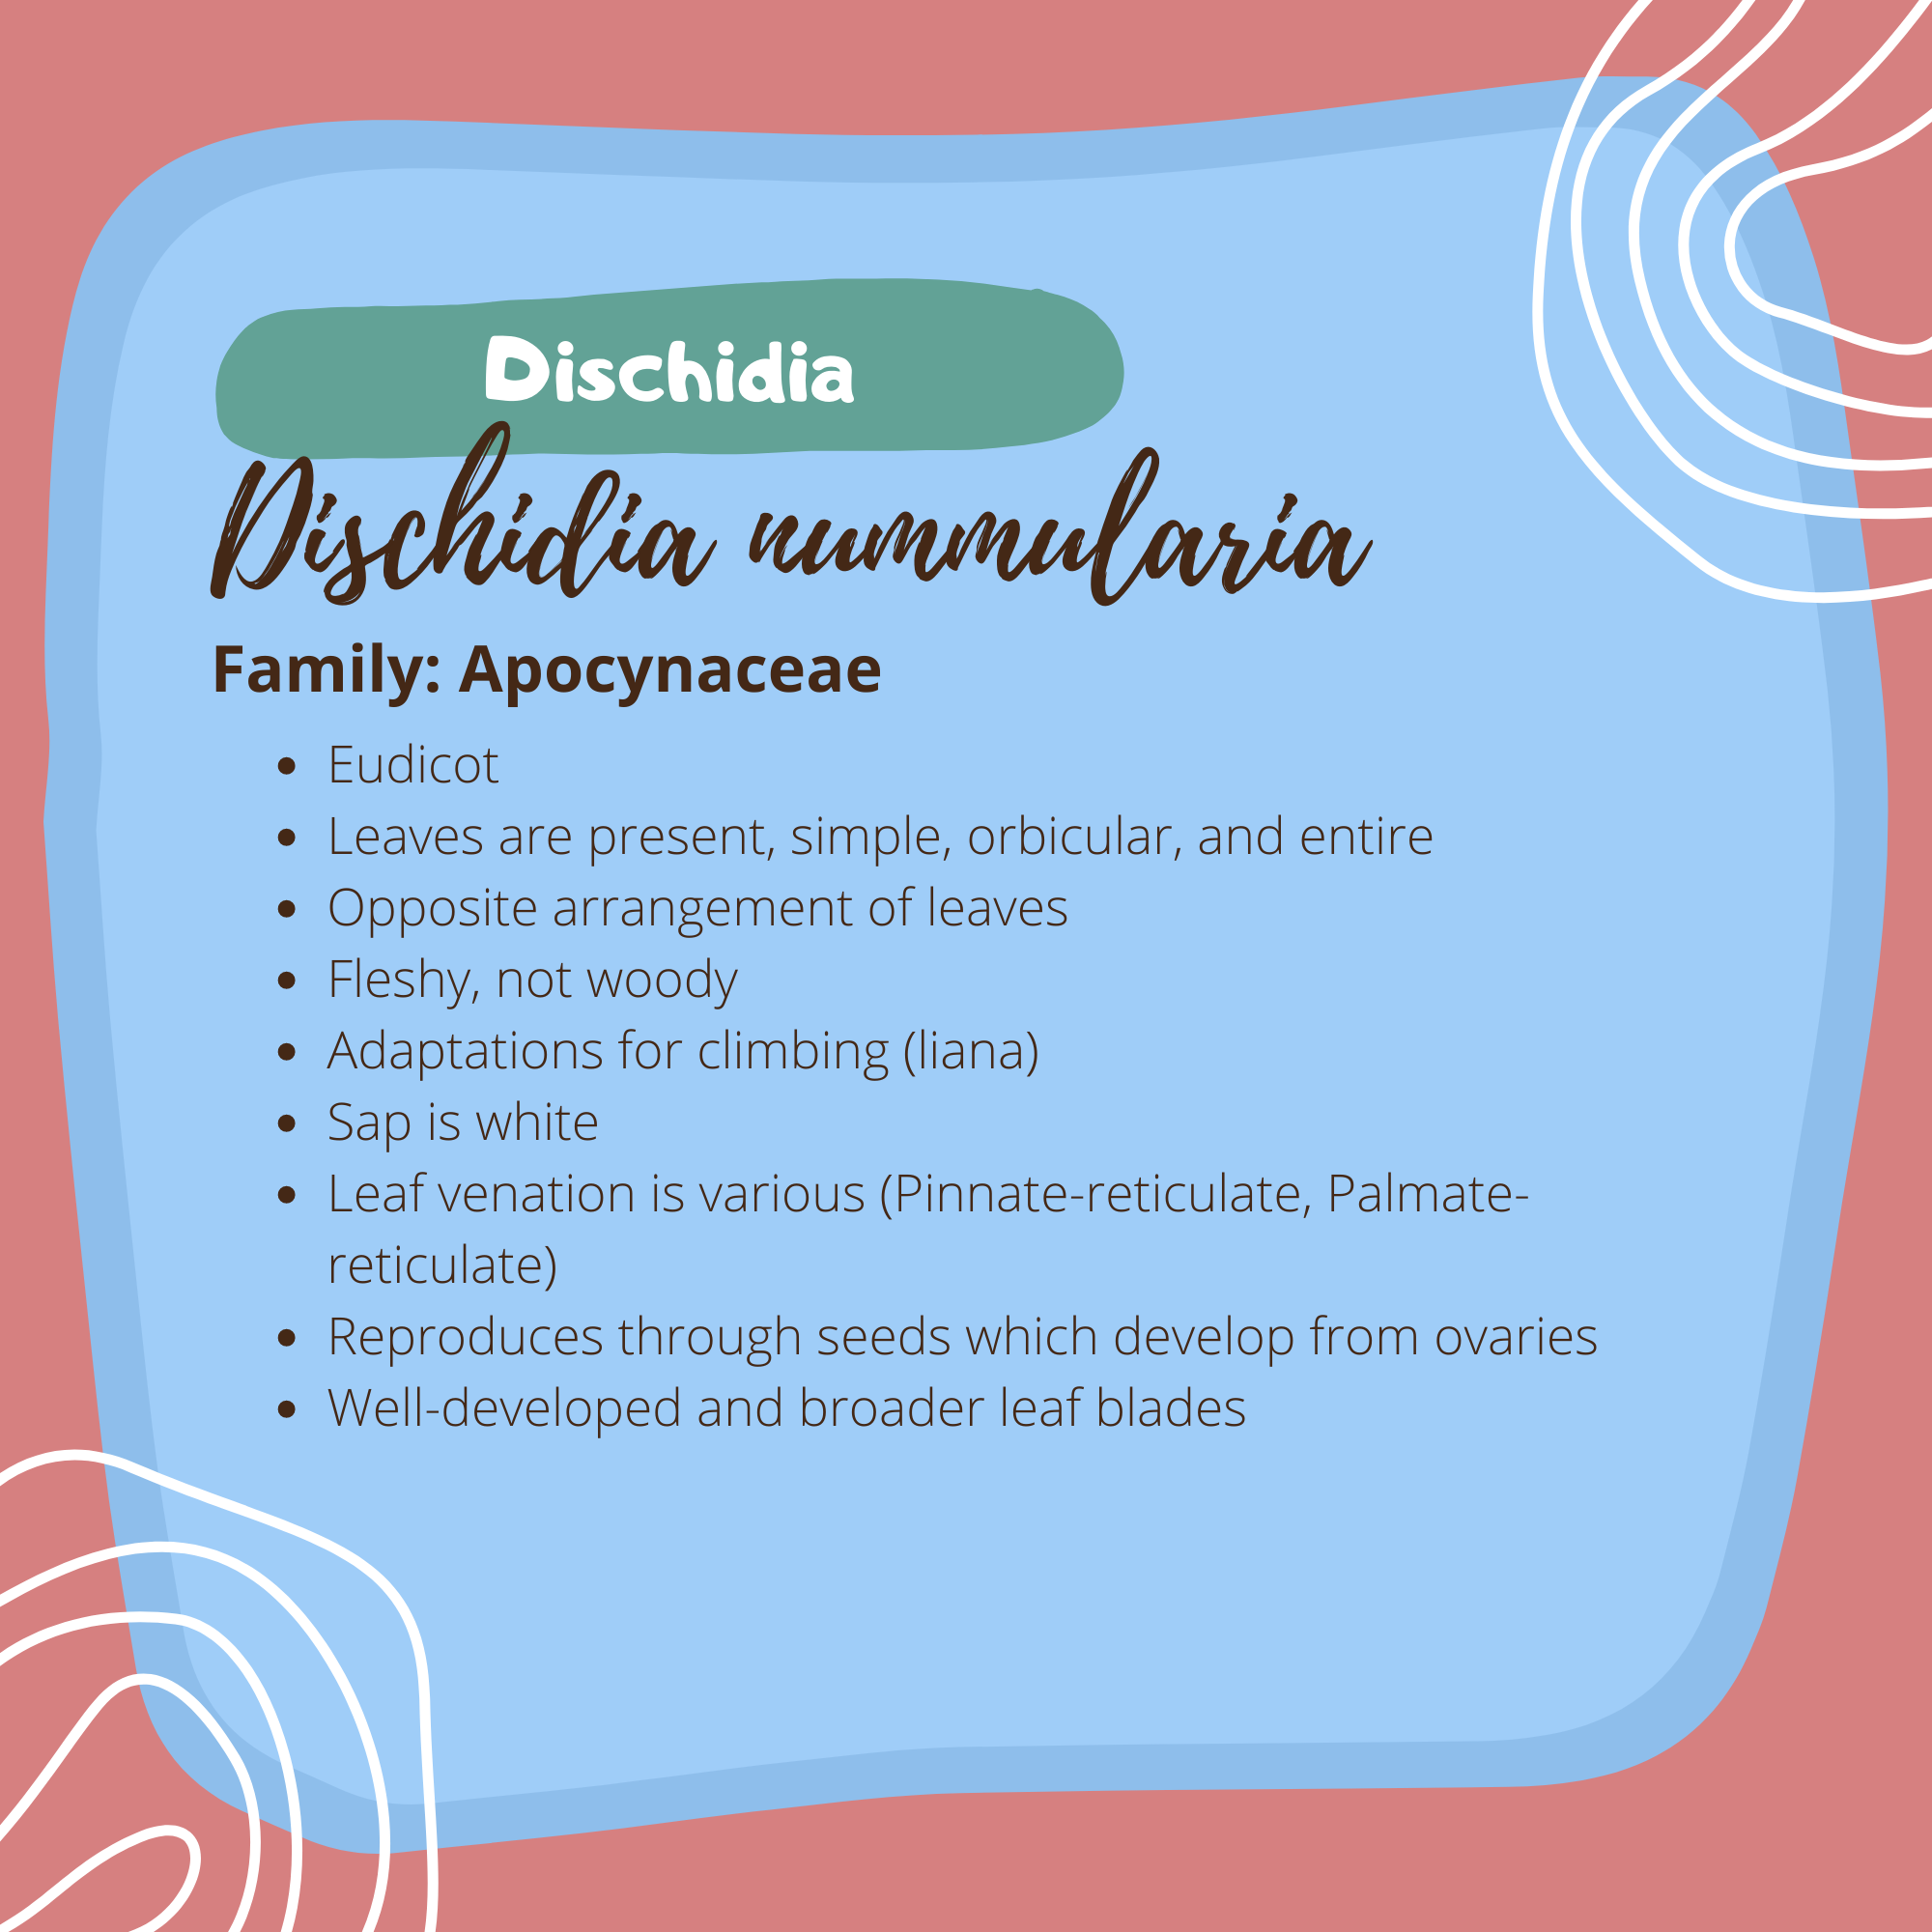 Dischidia
Dischidia nummularia
Family: Apocynaceae
• Eudicot
• Leaves are present, simple, orbicular, and entire
• Opposite arrangement of leaves
• Fleshy, not woody
• Adaptations for climbing (liana)
• Sap is white
• Leaf venation is various (Pinnate-reticulate, Palmate-
reticulate)
• Reproduces through seeds which develop from ovaries
• Well-developed and broader leaf blades